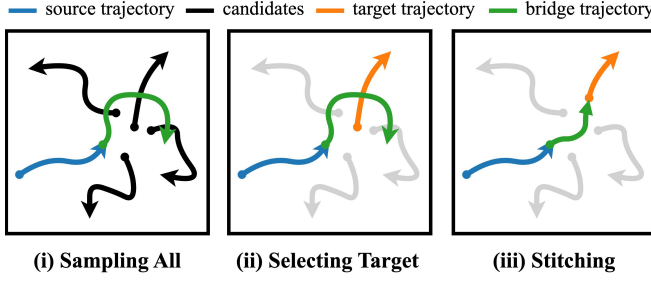 source trajectory candidates target trajectory bridge trajectory
(i) Sampling All (ii) Selecting Target (iii) Stitching